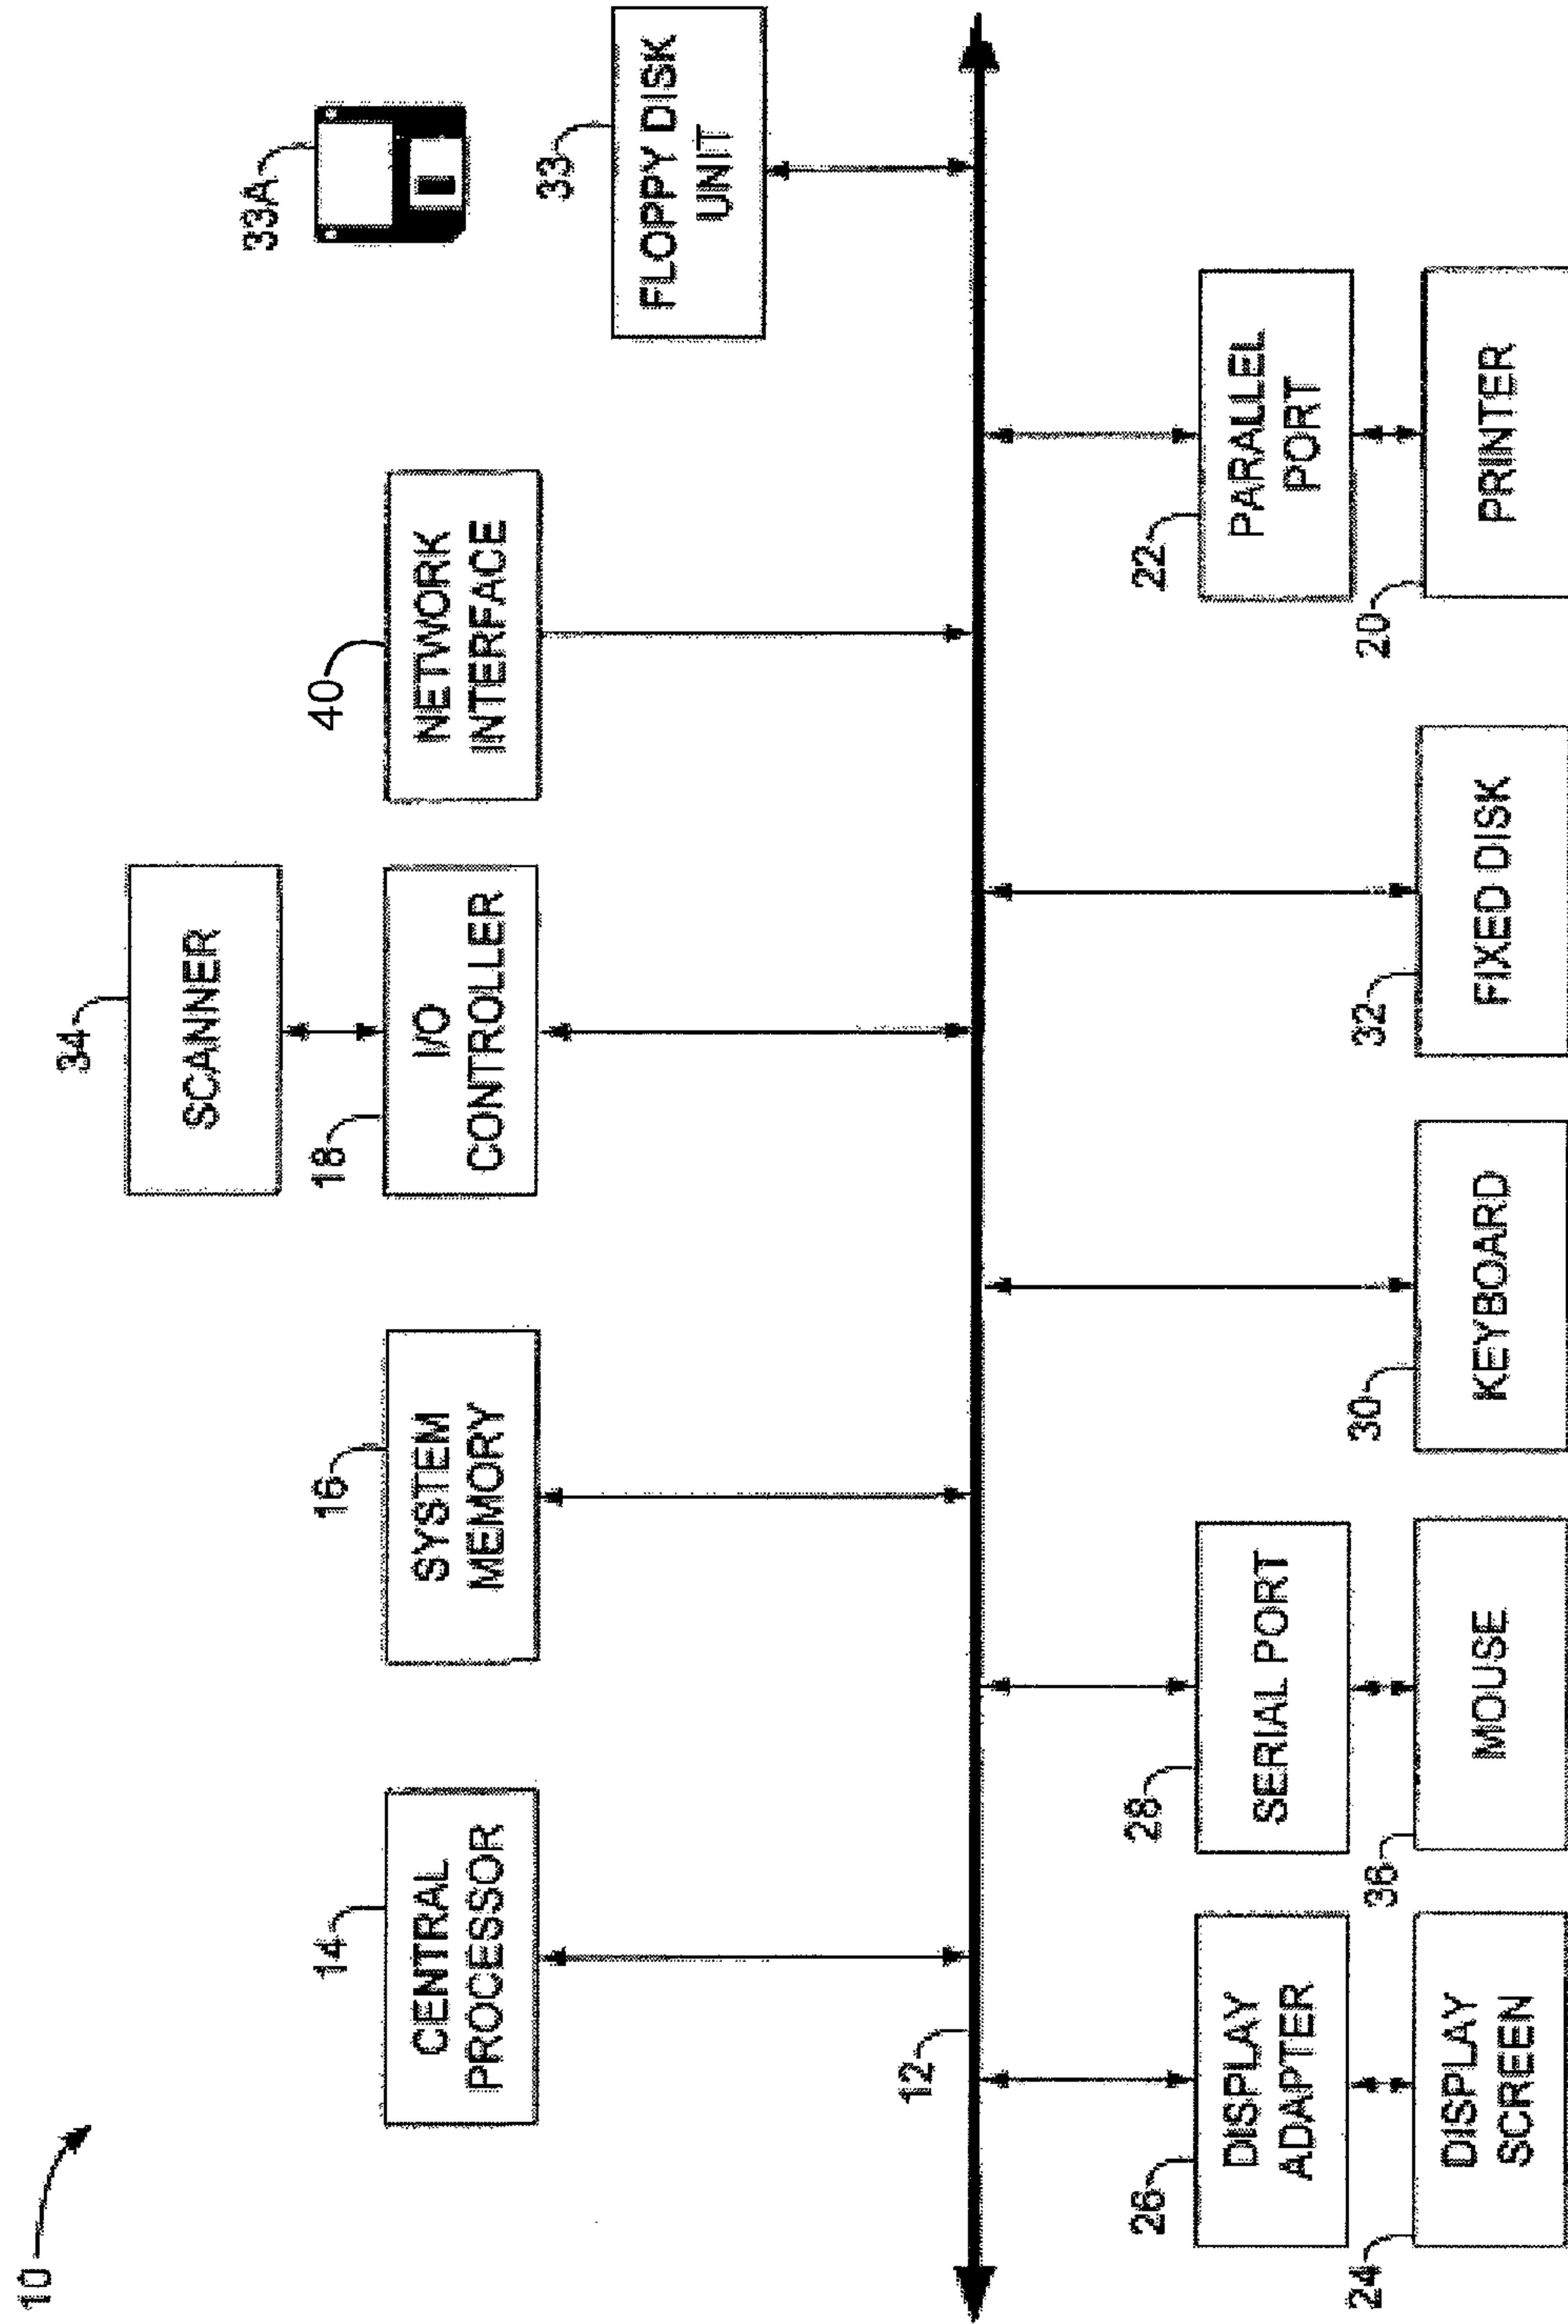 10
34
SCANNER
33A
14
CENTRAL
PROCESSOR
16
SYSTEM
MEMORY
18
I/O
CONTROLLER
40
NETWORK
INTERFACE
33
FLOPPY DISK
UNIT
12
26
DISPLAY
ADAPTER
28
SERIAL PORT
22
PARALLEL
PORT
24
DISPLAY
SCREEN
36
MOUSE
30
KEYBOARD
32
FIXED DISK
20
PRINTER